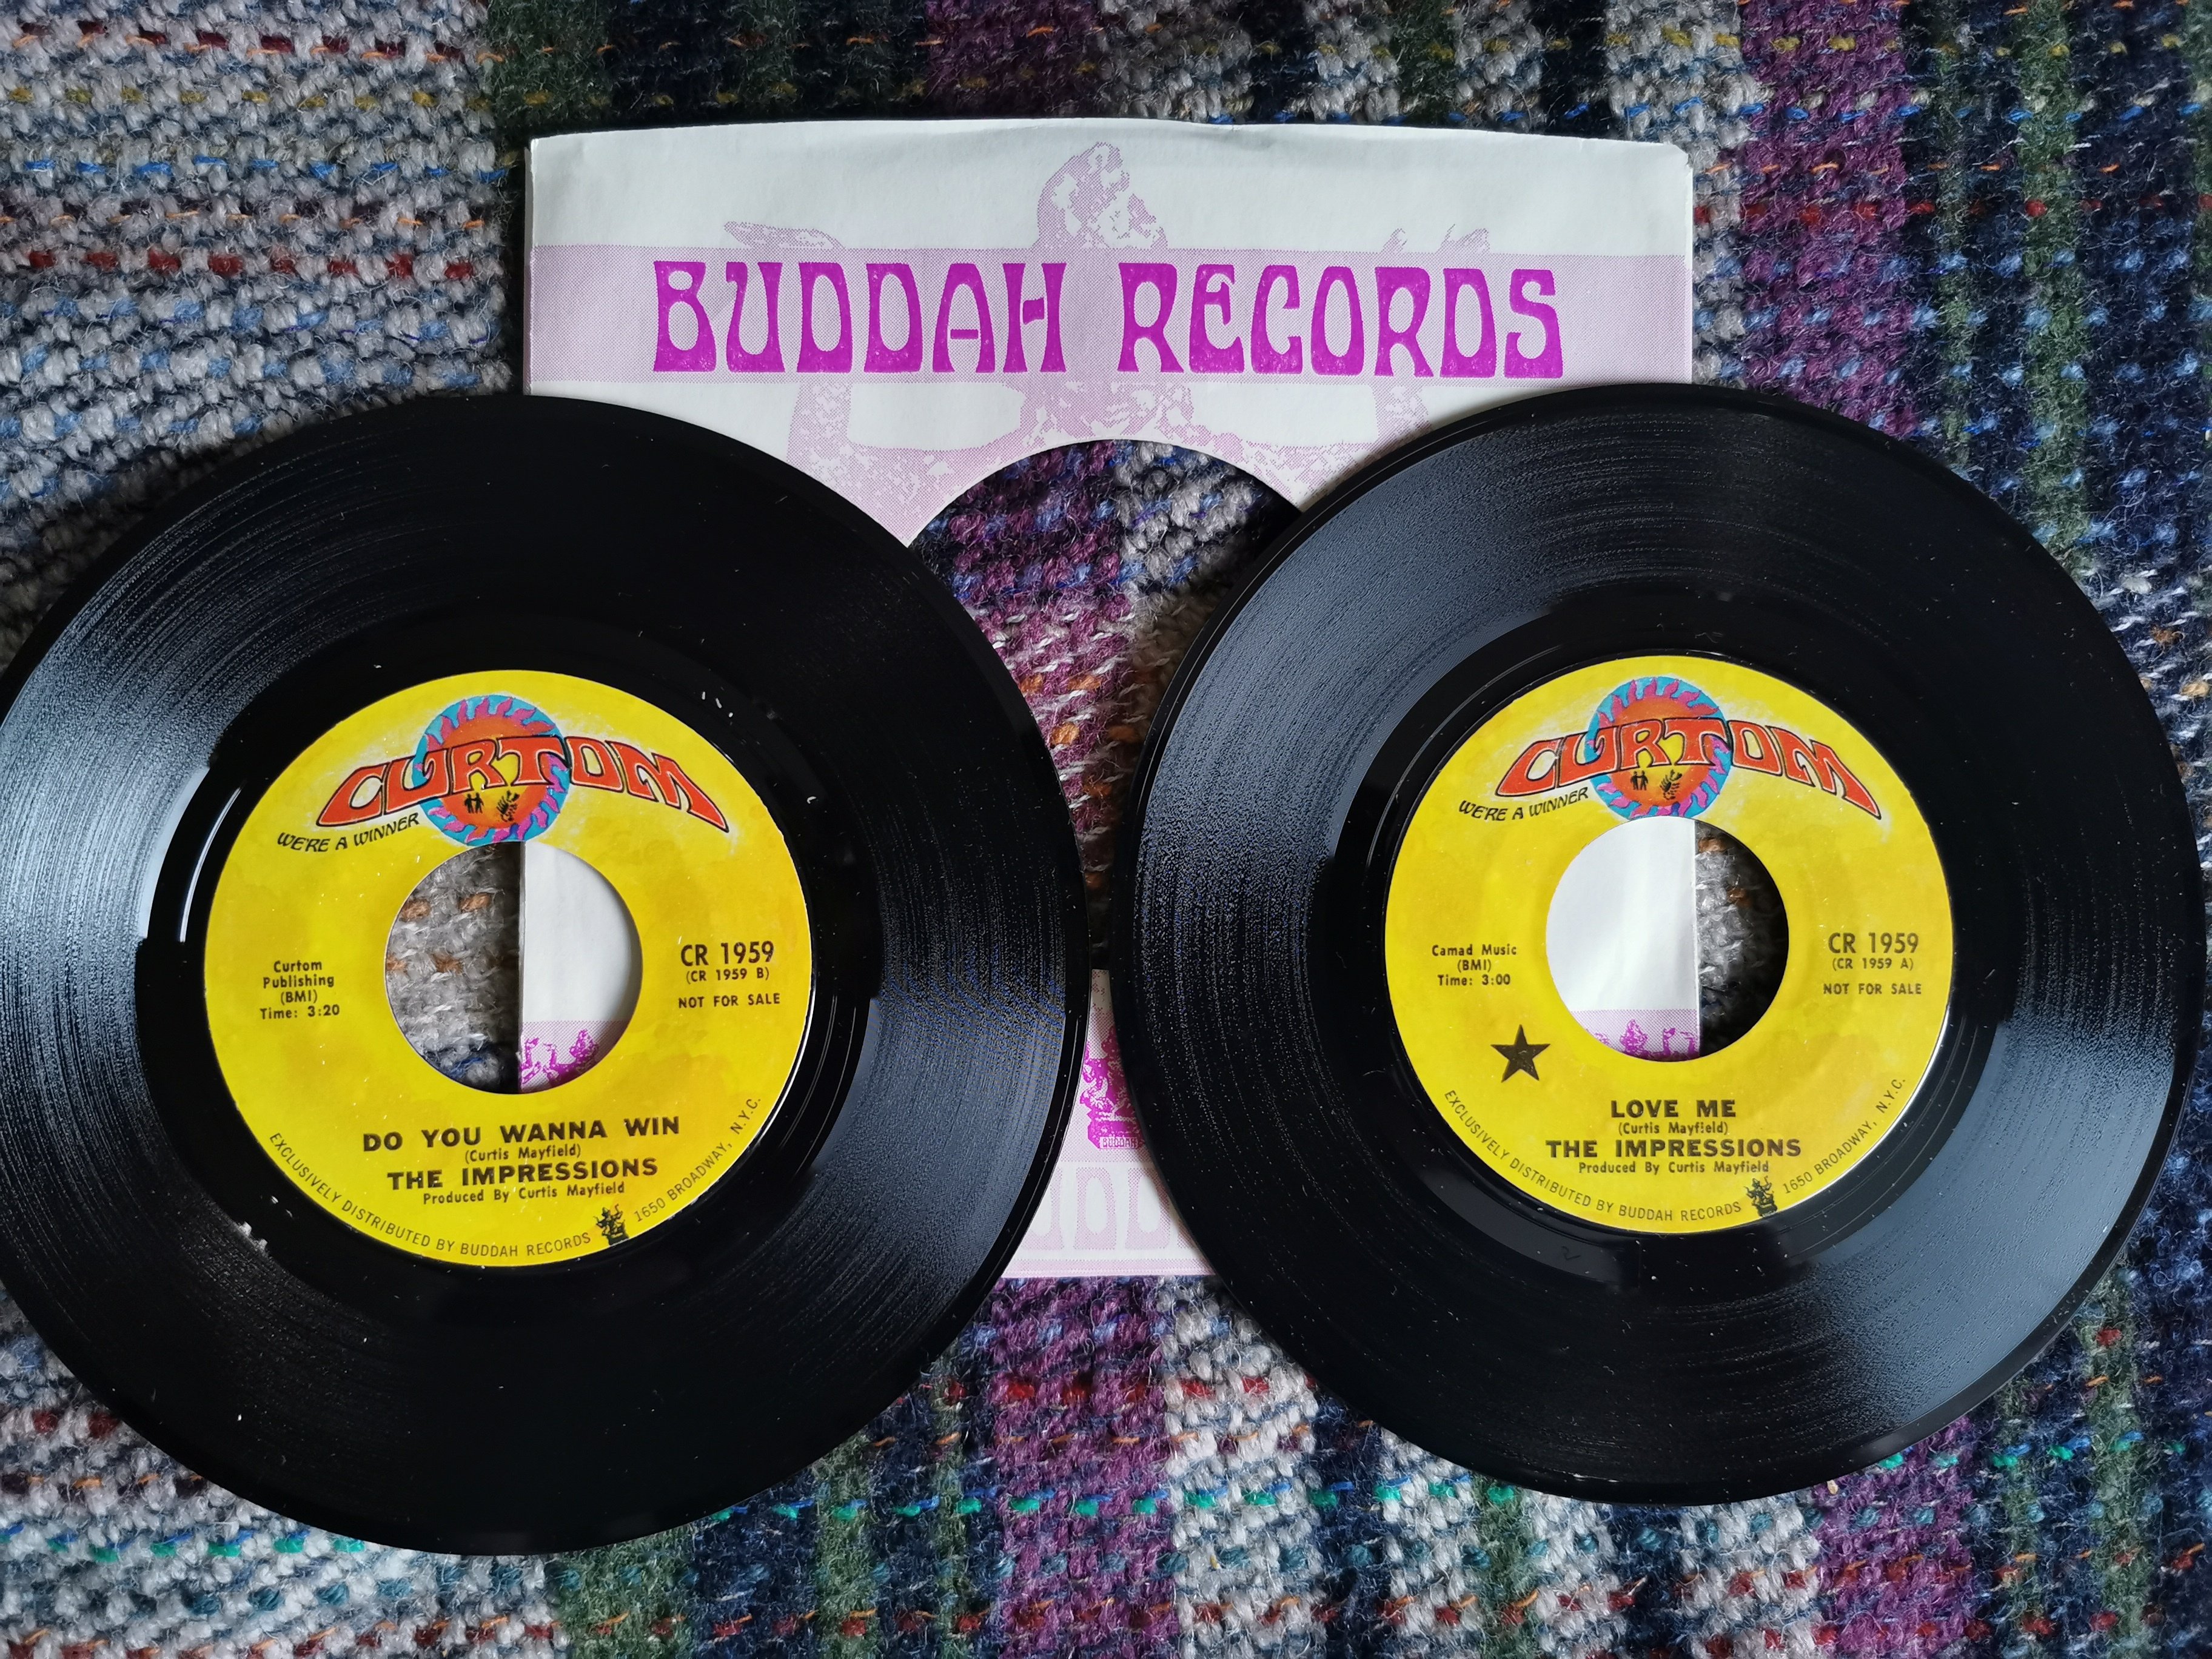 BUDDAH RECORDS
CURTOM
WE'RE A WINNER
Curtom
Publishing
(BMI)
Time: 3:20
CR 1959
(CR 1959 B)
NOT FOR SALE
DO YOU WANNA WIN
(Curtis Mayfield)
THE IMPRESSIONS
Produced By Curtis Mayfield
EXCLUSIVELY DISTRIBUTED BY BUDDAH RECORDS 1650 BROADWAY, N.Y.C.
CURTOM
WE'RE A WINNER
Camad Music
(BMI)
Time: 3:00
CR 1959
(CR 1959 A)
NOT FOR SALE
LOVE ME
(Curtis Mayfield)
THE IMPRESSIONS
Produced By Curtis Mayfield
EXCLUSIVELY DISTRIBUTED BY BUDDAH RECORDS 1650 BROADWAY, N.Y.C.
BUDDAH